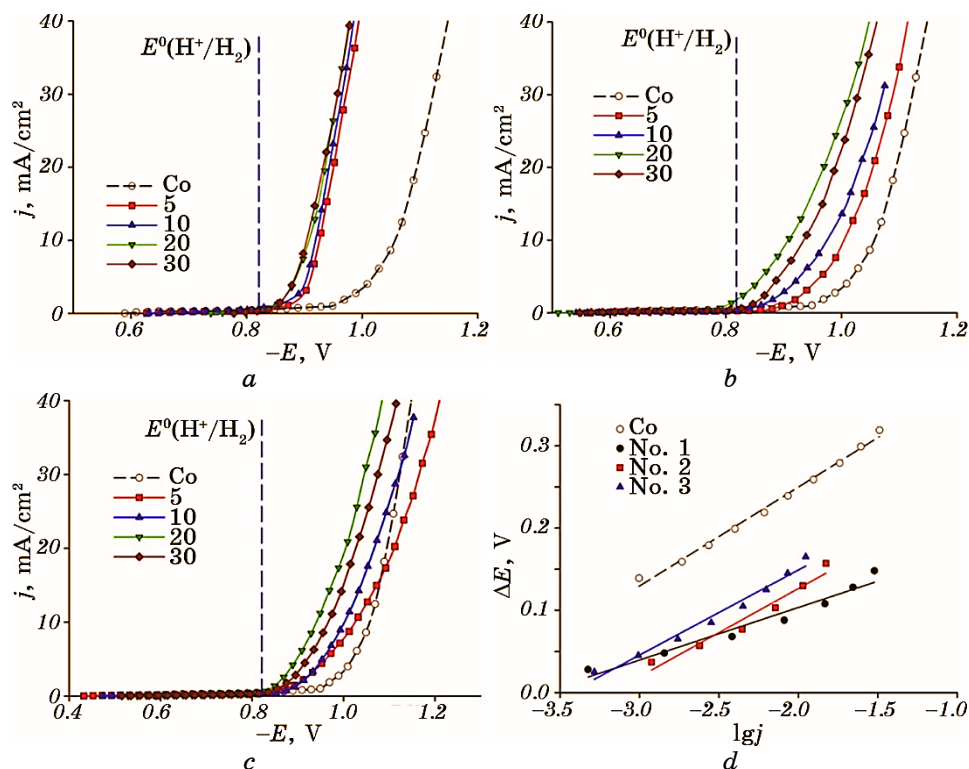 40
30
20
10
0
j, mA/cm²
E⁰(H⁺/H₂)
Co
5
10
20
30
0.6
0.8
1.0
1.2
–E, V
a
40
30
20
10
0
j, mA/cm²
E⁰(H⁺/H₂)
Co
5
10
20
30
0.6
0.8
1.0
1.2
–E, V
b
40
30
20
10
0
j, mA/cm²
E⁰(H⁺/H₂)
Co
5
10
20
30
0.4
0.6
0.8
1.0
1.2
–E, V
c
0.3
0.2
0.1
0.0
ΔE, V
Co
No. 1
No. 2
No. 3
–3.5
–3.0
–2.5
–2.0
–1.5
–1.0
lgj
d